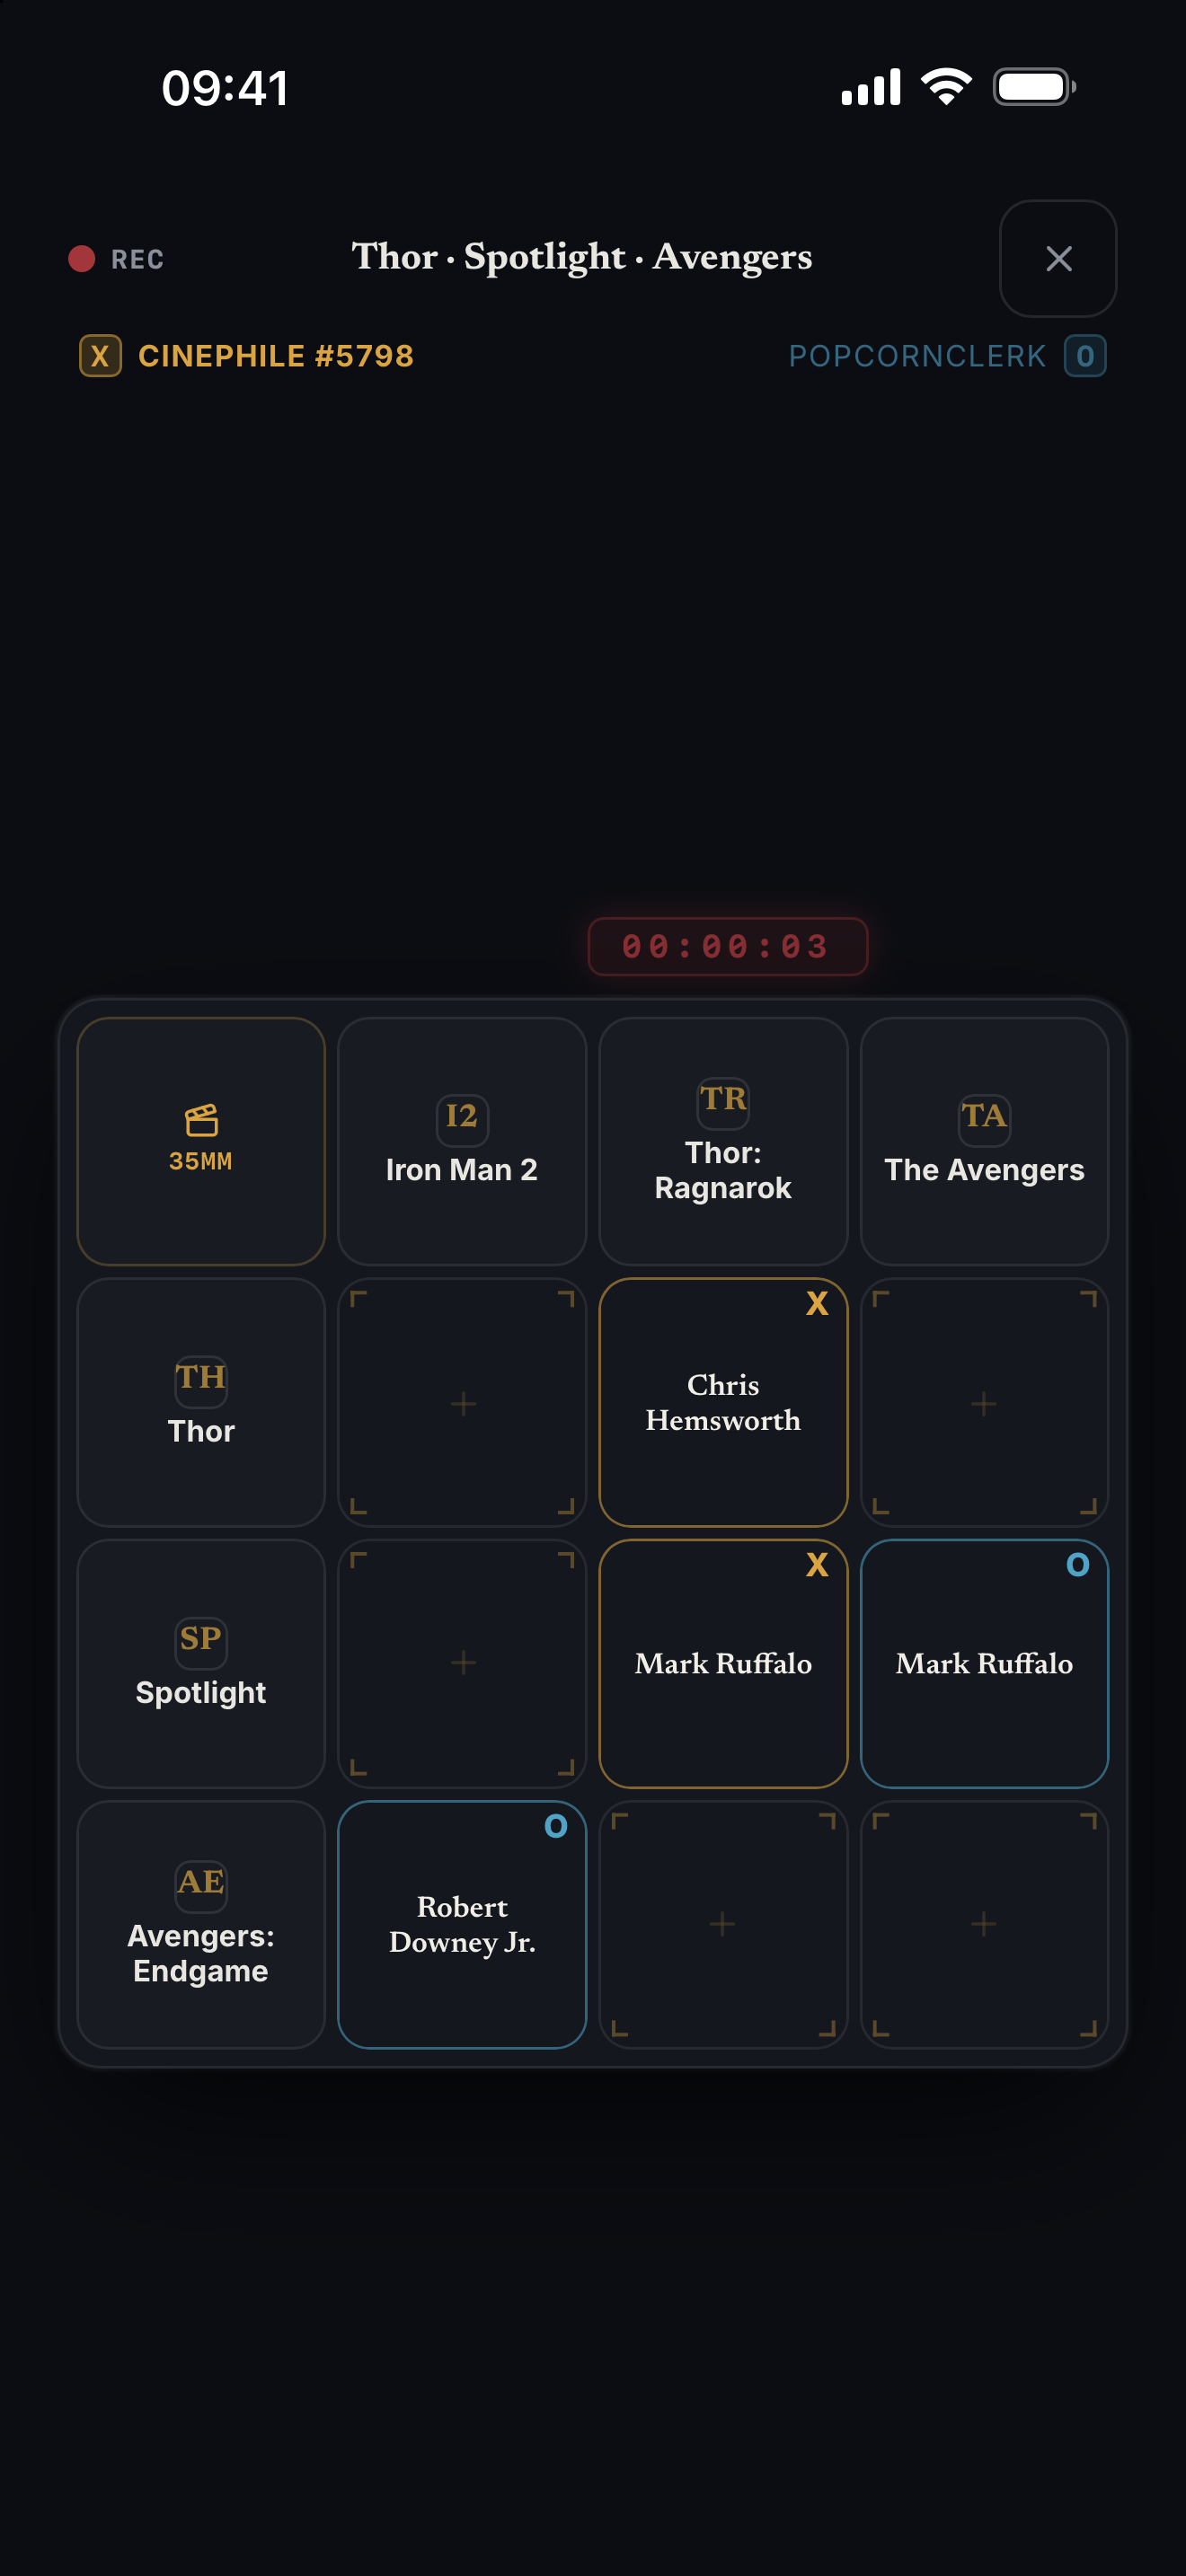 09:41
REC
Thor · Spotlight · Avengers
X CINEPHILE #5798
POPCORNCLERK O
00:00:03
35MM
I2
Iron Man 2
TR
Thor:
Ragnarok
TA
The Avengers
TH
Thor
X
Chris
Hemsworth
SP
Spotlight
X
Mark Ruffalo
O
Mark Ruffalo
AE
Avengers:
Endgame
O
Robert
Downey Jr.